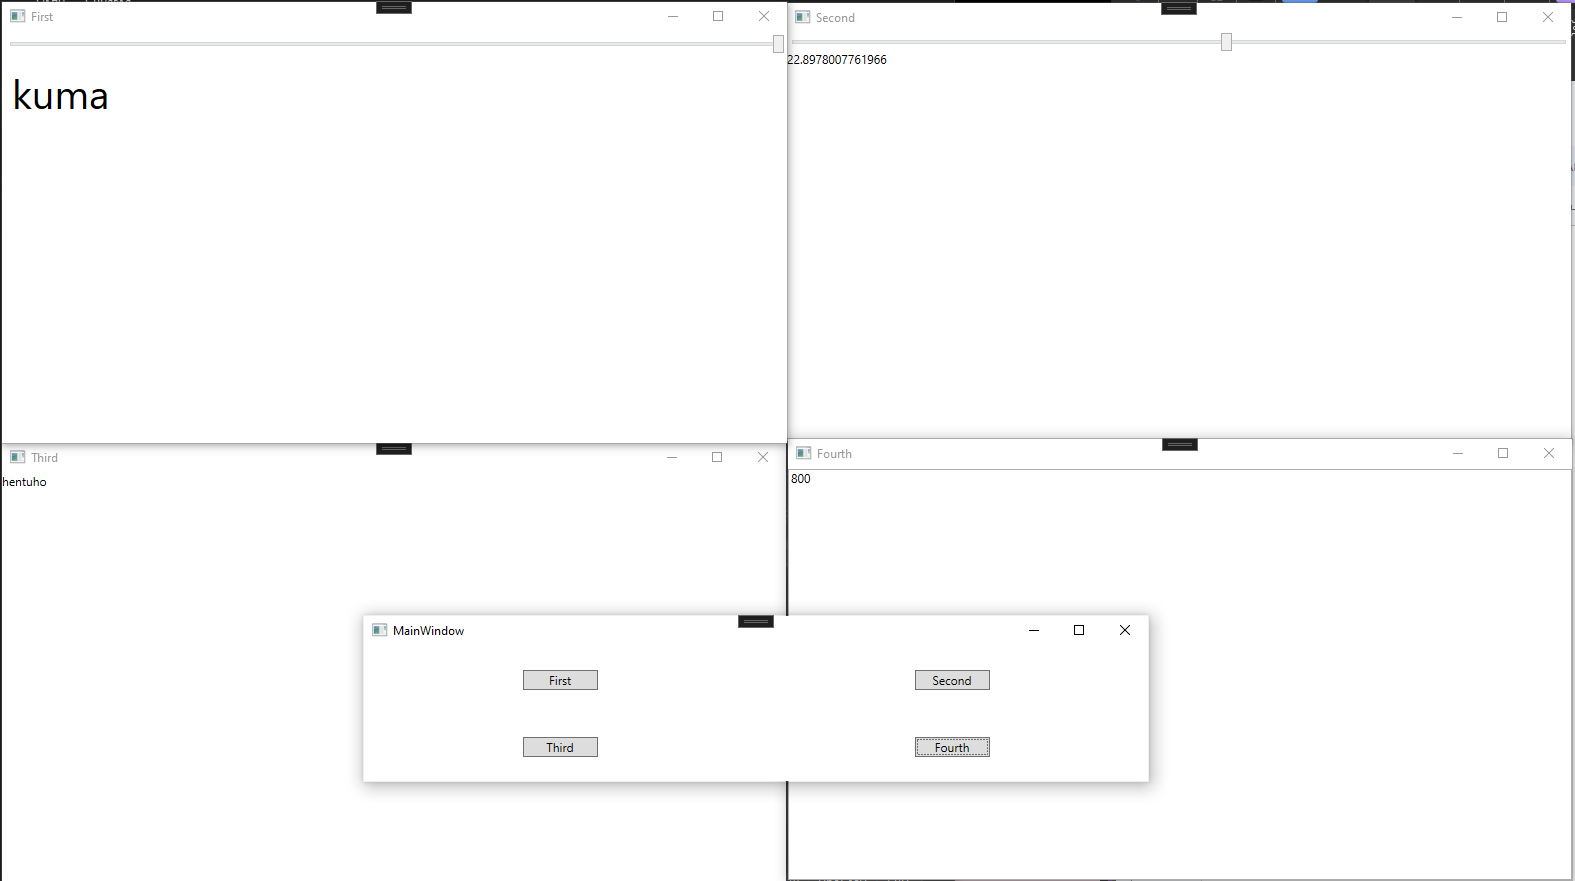 First
kuma
Second
22.8978007761966
Third
hentuho
Fourth
800
MainWindow
First
Second
Third
Fourth